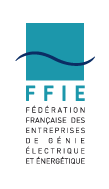 FFIE
FÉDÉRATION
FRANÇAISE DES
ENTREPRISES
DE GÉNIE
ÉLECTRIQUE
ET ÉNERGÉTIQUE